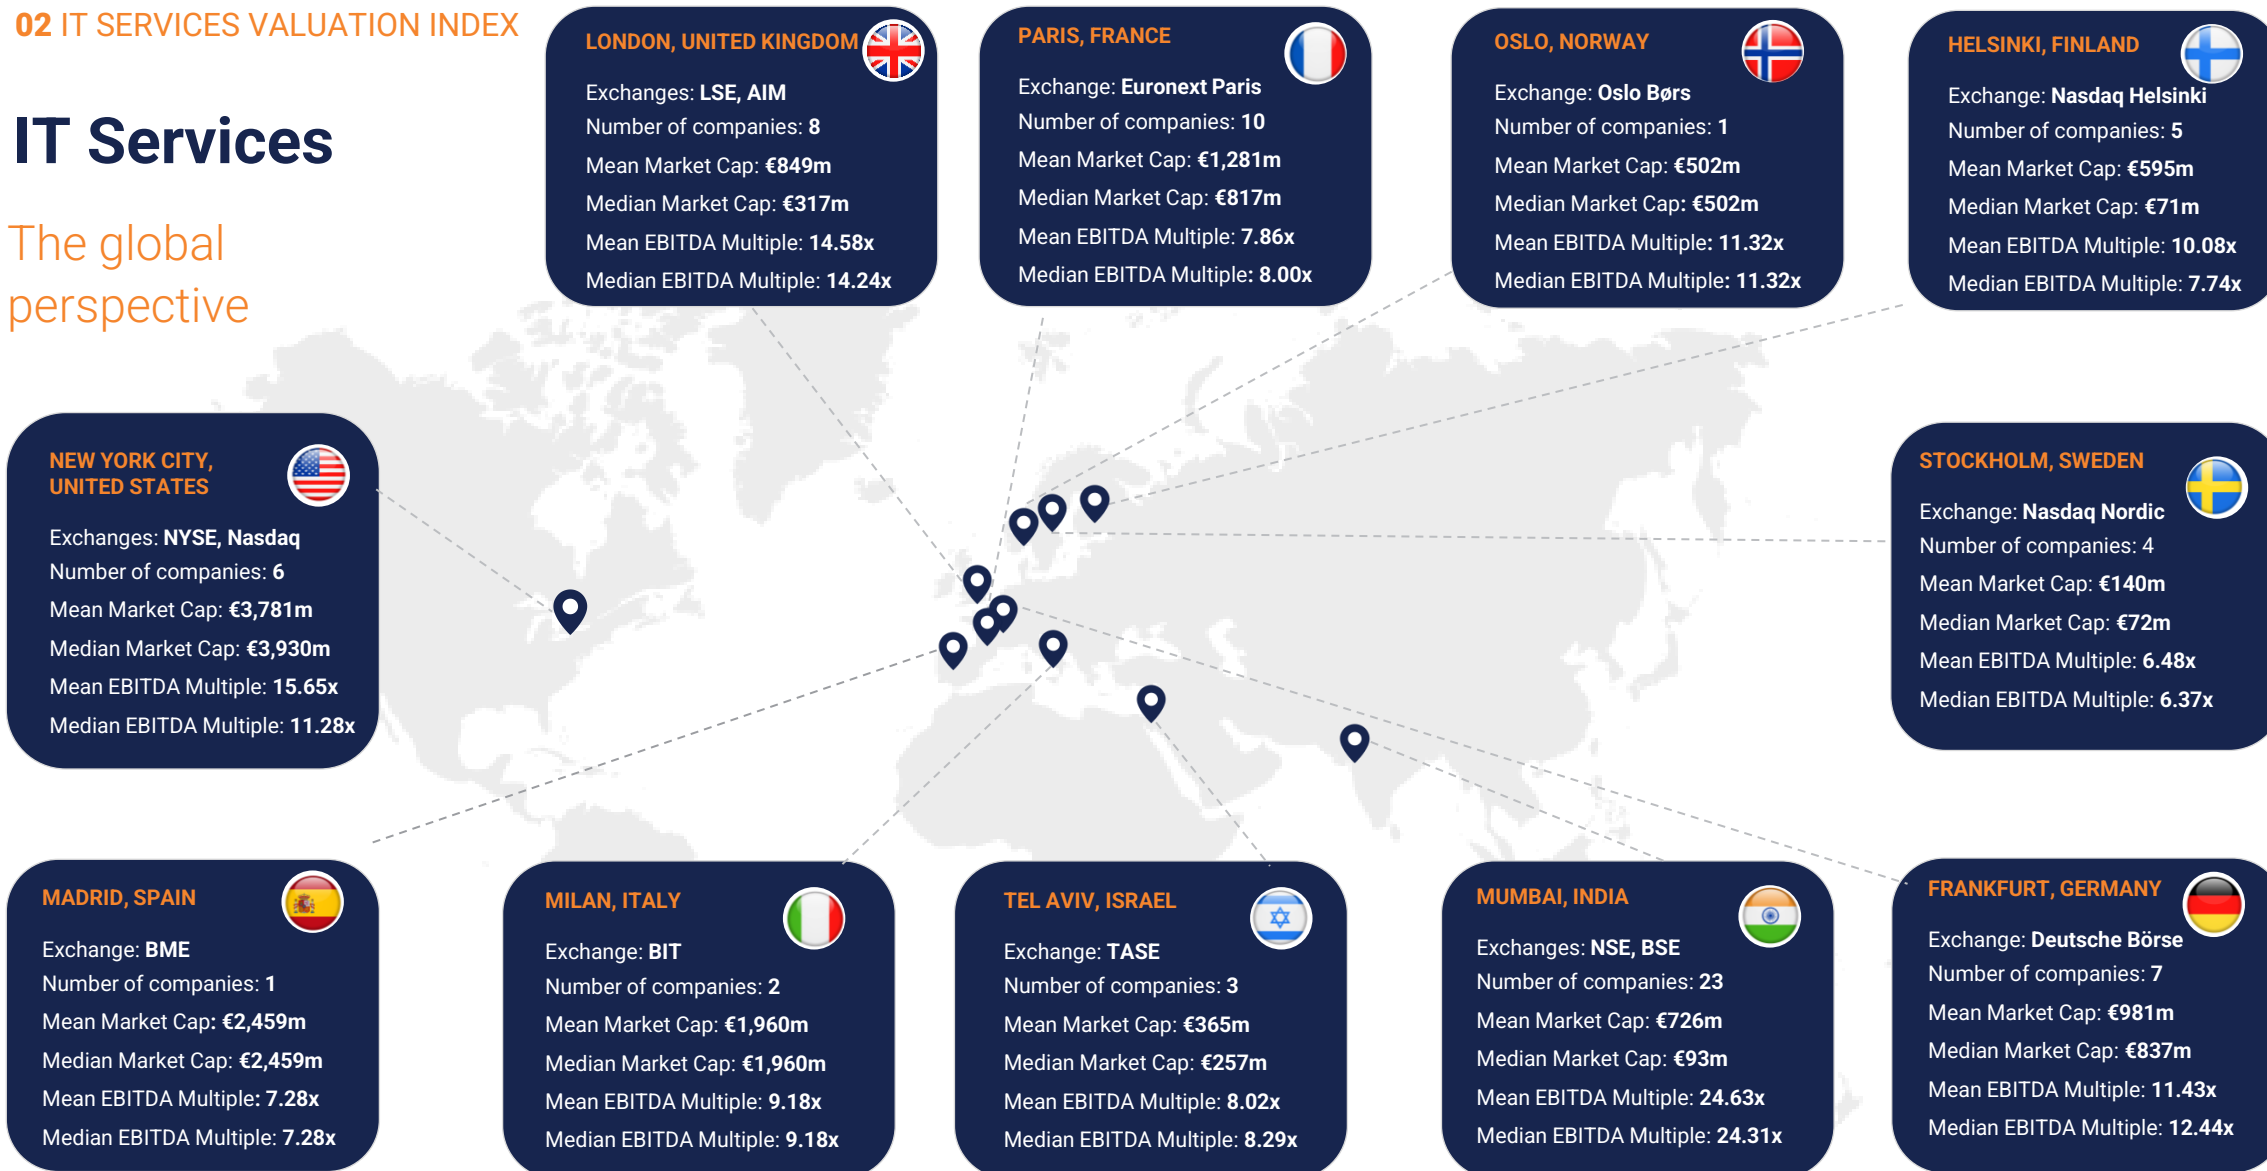 02 IT SERVICES VALUATION INDEX
IT Services
The global
perspective
LONDON, UNITED KINGDOM
Exchanges: LSE, AIM
Number of companies: 8
Mean Market Cap: €849m
Median Market Cap: €317m
Mean EBITDA Multiple: 14.58x
Median EBITDA Multiple: 14.24x
PARIS, FRANCE
Exchange: Euronext Paris
Number of companies: 10
Mean Market Cap: €1,281m
Median Market Cap: €817m
Mean EBITDA Multiple: 7.86x
Median EBITDA Multiple: 8.00x
OSLO, NORWAY
Exchange: Oslo Børs
Number of companies: 1
Mean Market Cap: €502m
Median Market Cap: €502m
Mean EBITDA Multiple: 11.32x
Median EBITDA Multiple: 11.32x
HELSINKI, FINLAND
Exchange: Nasdaq Helsinki
Number of companies: 5
Mean Market Cap: €595m
Median Market Cap: €71m
Mean EBITDA Multiple: 10.08x
Median EBITDA Multiple: 7.74x
NEW YORK CITY,
UNITED STATES
Exchanges: NYSE, Nasdaq
Number of companies: 6
Mean Market Cap: €3,781m
Median Market Cap: €3,930m
Mean EBITDA Multiple: 15.65x
Median EBITDA Multiple: 11.28x
STOCKHOLM, SWEDEN
Exchange: Nasdaq Nordic
Number of companies: 4
Mean Market Cap: €140m
Median Market Cap: €72m
Mean EBITDA Multiple: 6.48x
Median EBITDA Multiple: 6.37x
MADRID, SPAIN
Exchange: BME
Number of companies: 1
Mean Market Cap: €2,459m
Median Market Cap: €2,459m
Mean EBITDA Multiple: 7.28x
Median EBITDA Multiple: 7.28x
MILAN, ITALY
Exchange: BIT
Number of companies: 2
Mean Market Cap: €1,960m
Median Market Cap: €1,960m
Mean EBITDA Multiple: 9.18x
Median EBITDA Multiple: 9.18x
TEL AVIV, ISRAEL
Exchange: TASE
Number of companies: 3
Mean Market Cap: €365m
Median Market Cap: €257m
Mean EBITDA Multiple: 8.02x
Median EBITDA Multiple: 8.29x
MUMBAI, INDIA
Exchanges: NSE, BSE
Number of companies: 23
Mean Market Cap: €726m
Median Market Cap: €93m
Mean EBITDA Multiple: 24.63x
Median EBITDA Multiple: 24.31x
FRANKFURT, GERMANY
Exchange: Deutsche Börse
Number of companies: 7
Mean Market Cap: €981m
Median Market Cap: €837m
Mean EBITDA Multiple: 11.43x
Median EBITDA Multiple: 12.44x